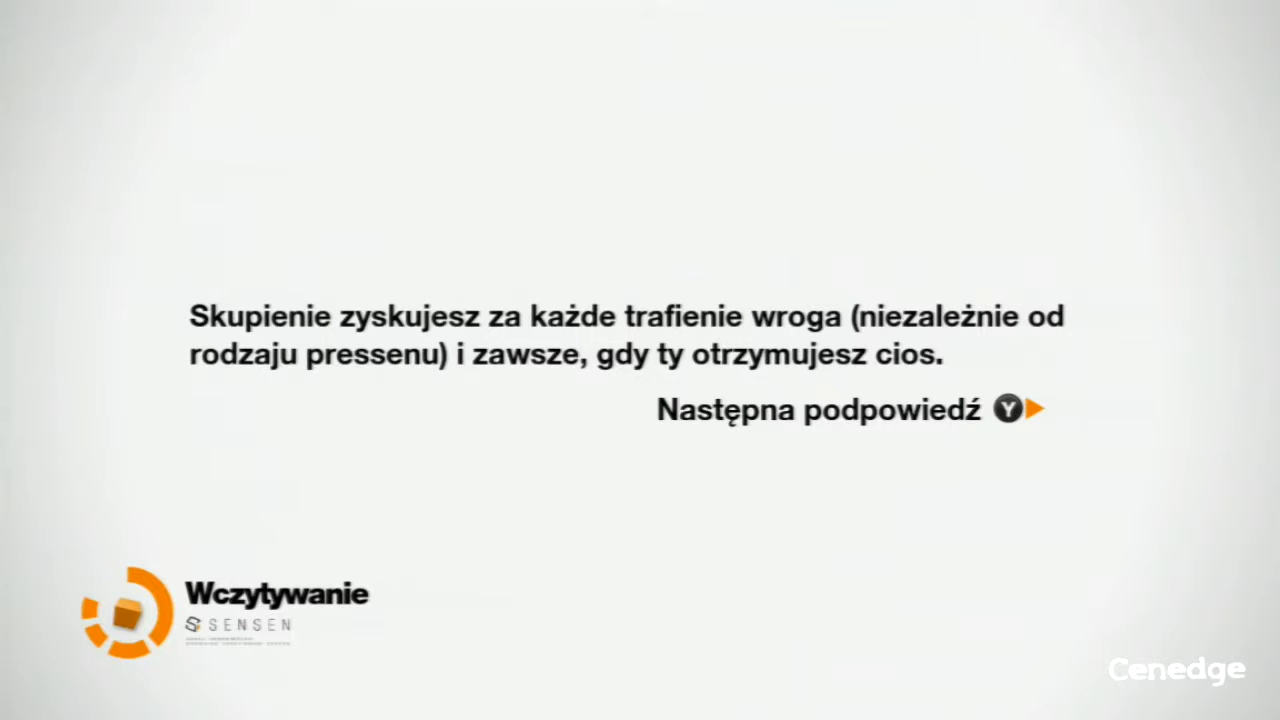 Skupienie zyskujesz za każde trafienie wroga (niezależnie od
rodzaju pressenu) i zawsze, gdy ty otrzymujesz cios.
Następna podpowiedź Y
Wczytywanie
SENSEN
Cenedge